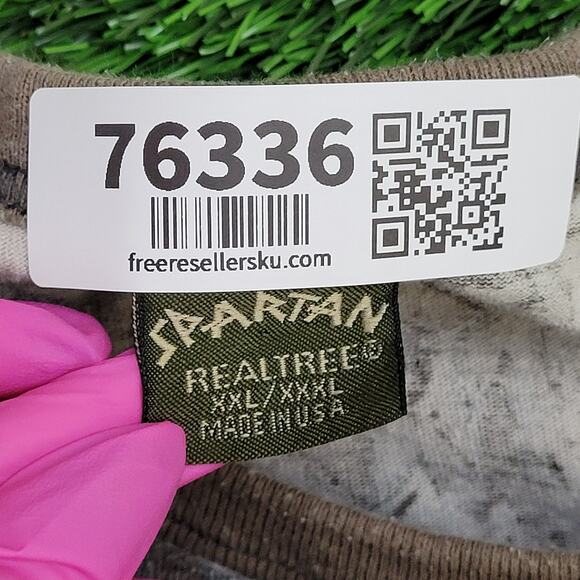 76336
freeresellersku.com
SPARTAN
REALTREE®
XXL/XXXL
MADE IN USA